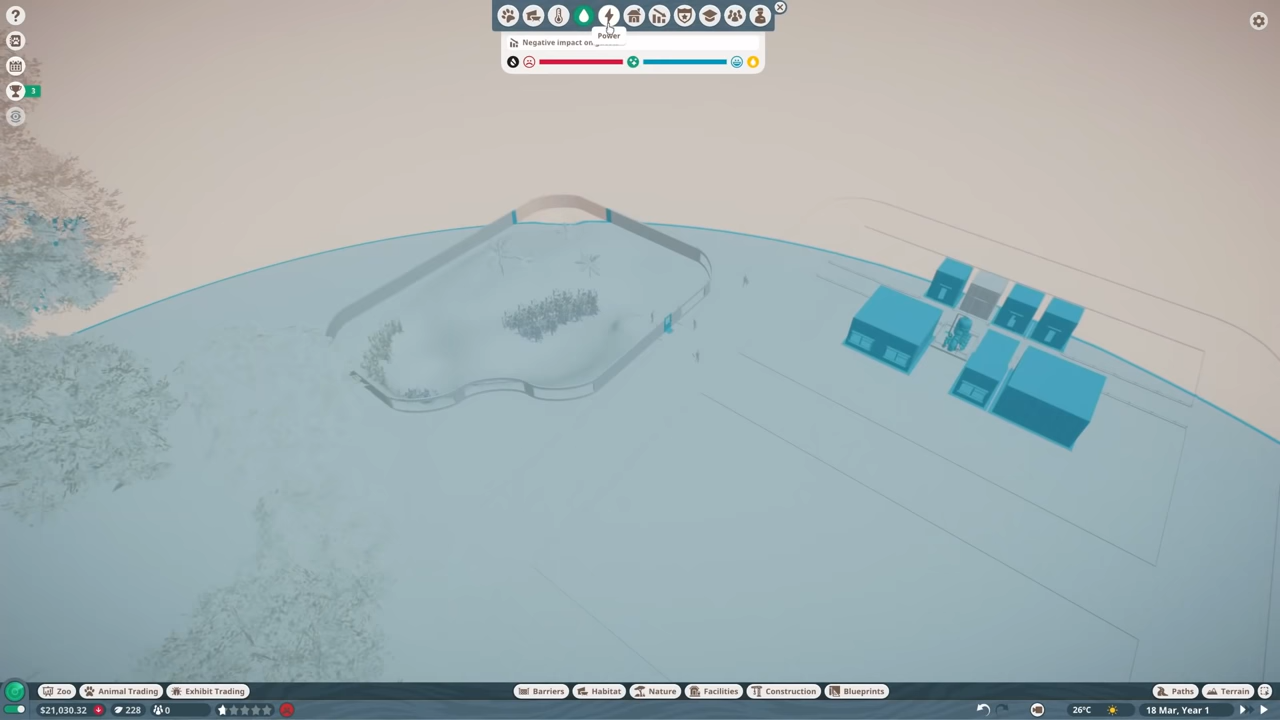 ?
Power
Negative impact on
3
Zoo
Animal Trading
Exhibit Trading
Barriers
Habitat
Nature
Facilities
Construction
Blueprints
Paths
Terrain
$21,030.32
228
0
26°C
18 Mar, Year 1